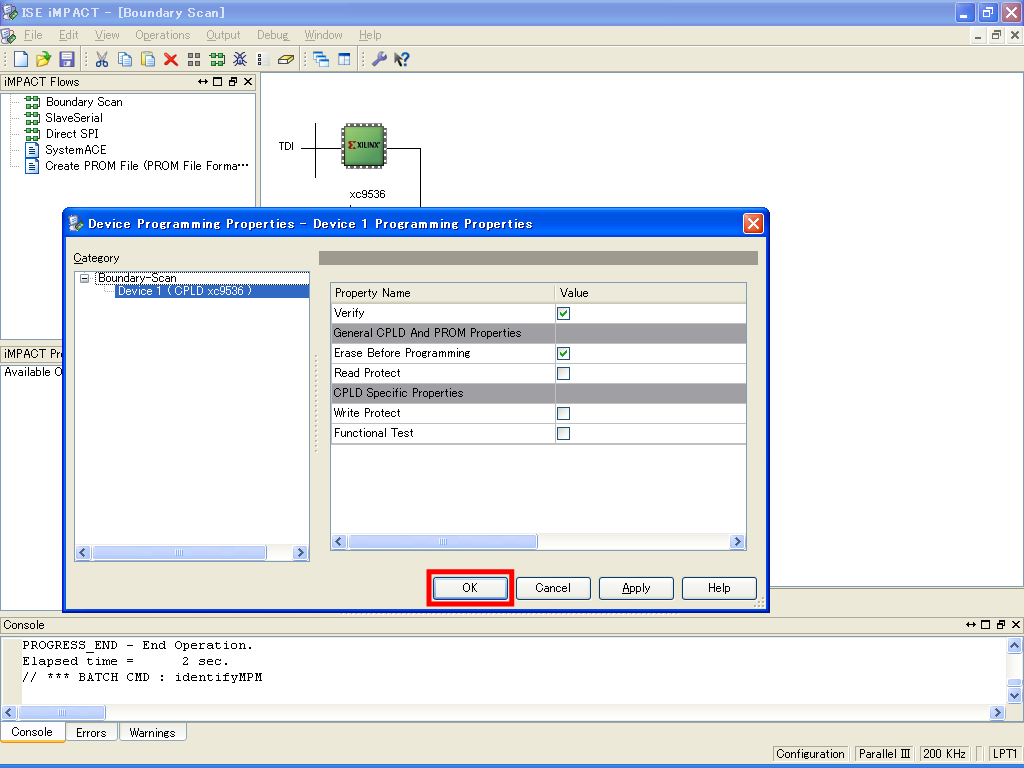 ISE iMPACT - [Boundary Scan]
File Edit View Operations Output Debug Window Help
iMPACT Flows
Boundary Scan
SlaveSerial
Direct SPI
SystemACE
Create PROM File (PROM File Forma...
TDI
XILINX
xc9536
Device Programming Properties - Device 1 Programming Properties
Category
Boundary-Scan
Device 1 ( CPLD xc9536 )
Property Name Value
Verify
General CPLD And PROM Properties
Erase Before Programming
Read Protect
CPLD Specific Properties
Write Protect
Functional Test
OK Cancel Apply Help
iMPACT Pr
Available O
Console
PROGRESS_END - End Operation.
Elapsed time = 2 sec.
// *** BATCH CMD : identifyMPM
Console Errors Warnings
Configuration Parallel III 200 KHz LPT1